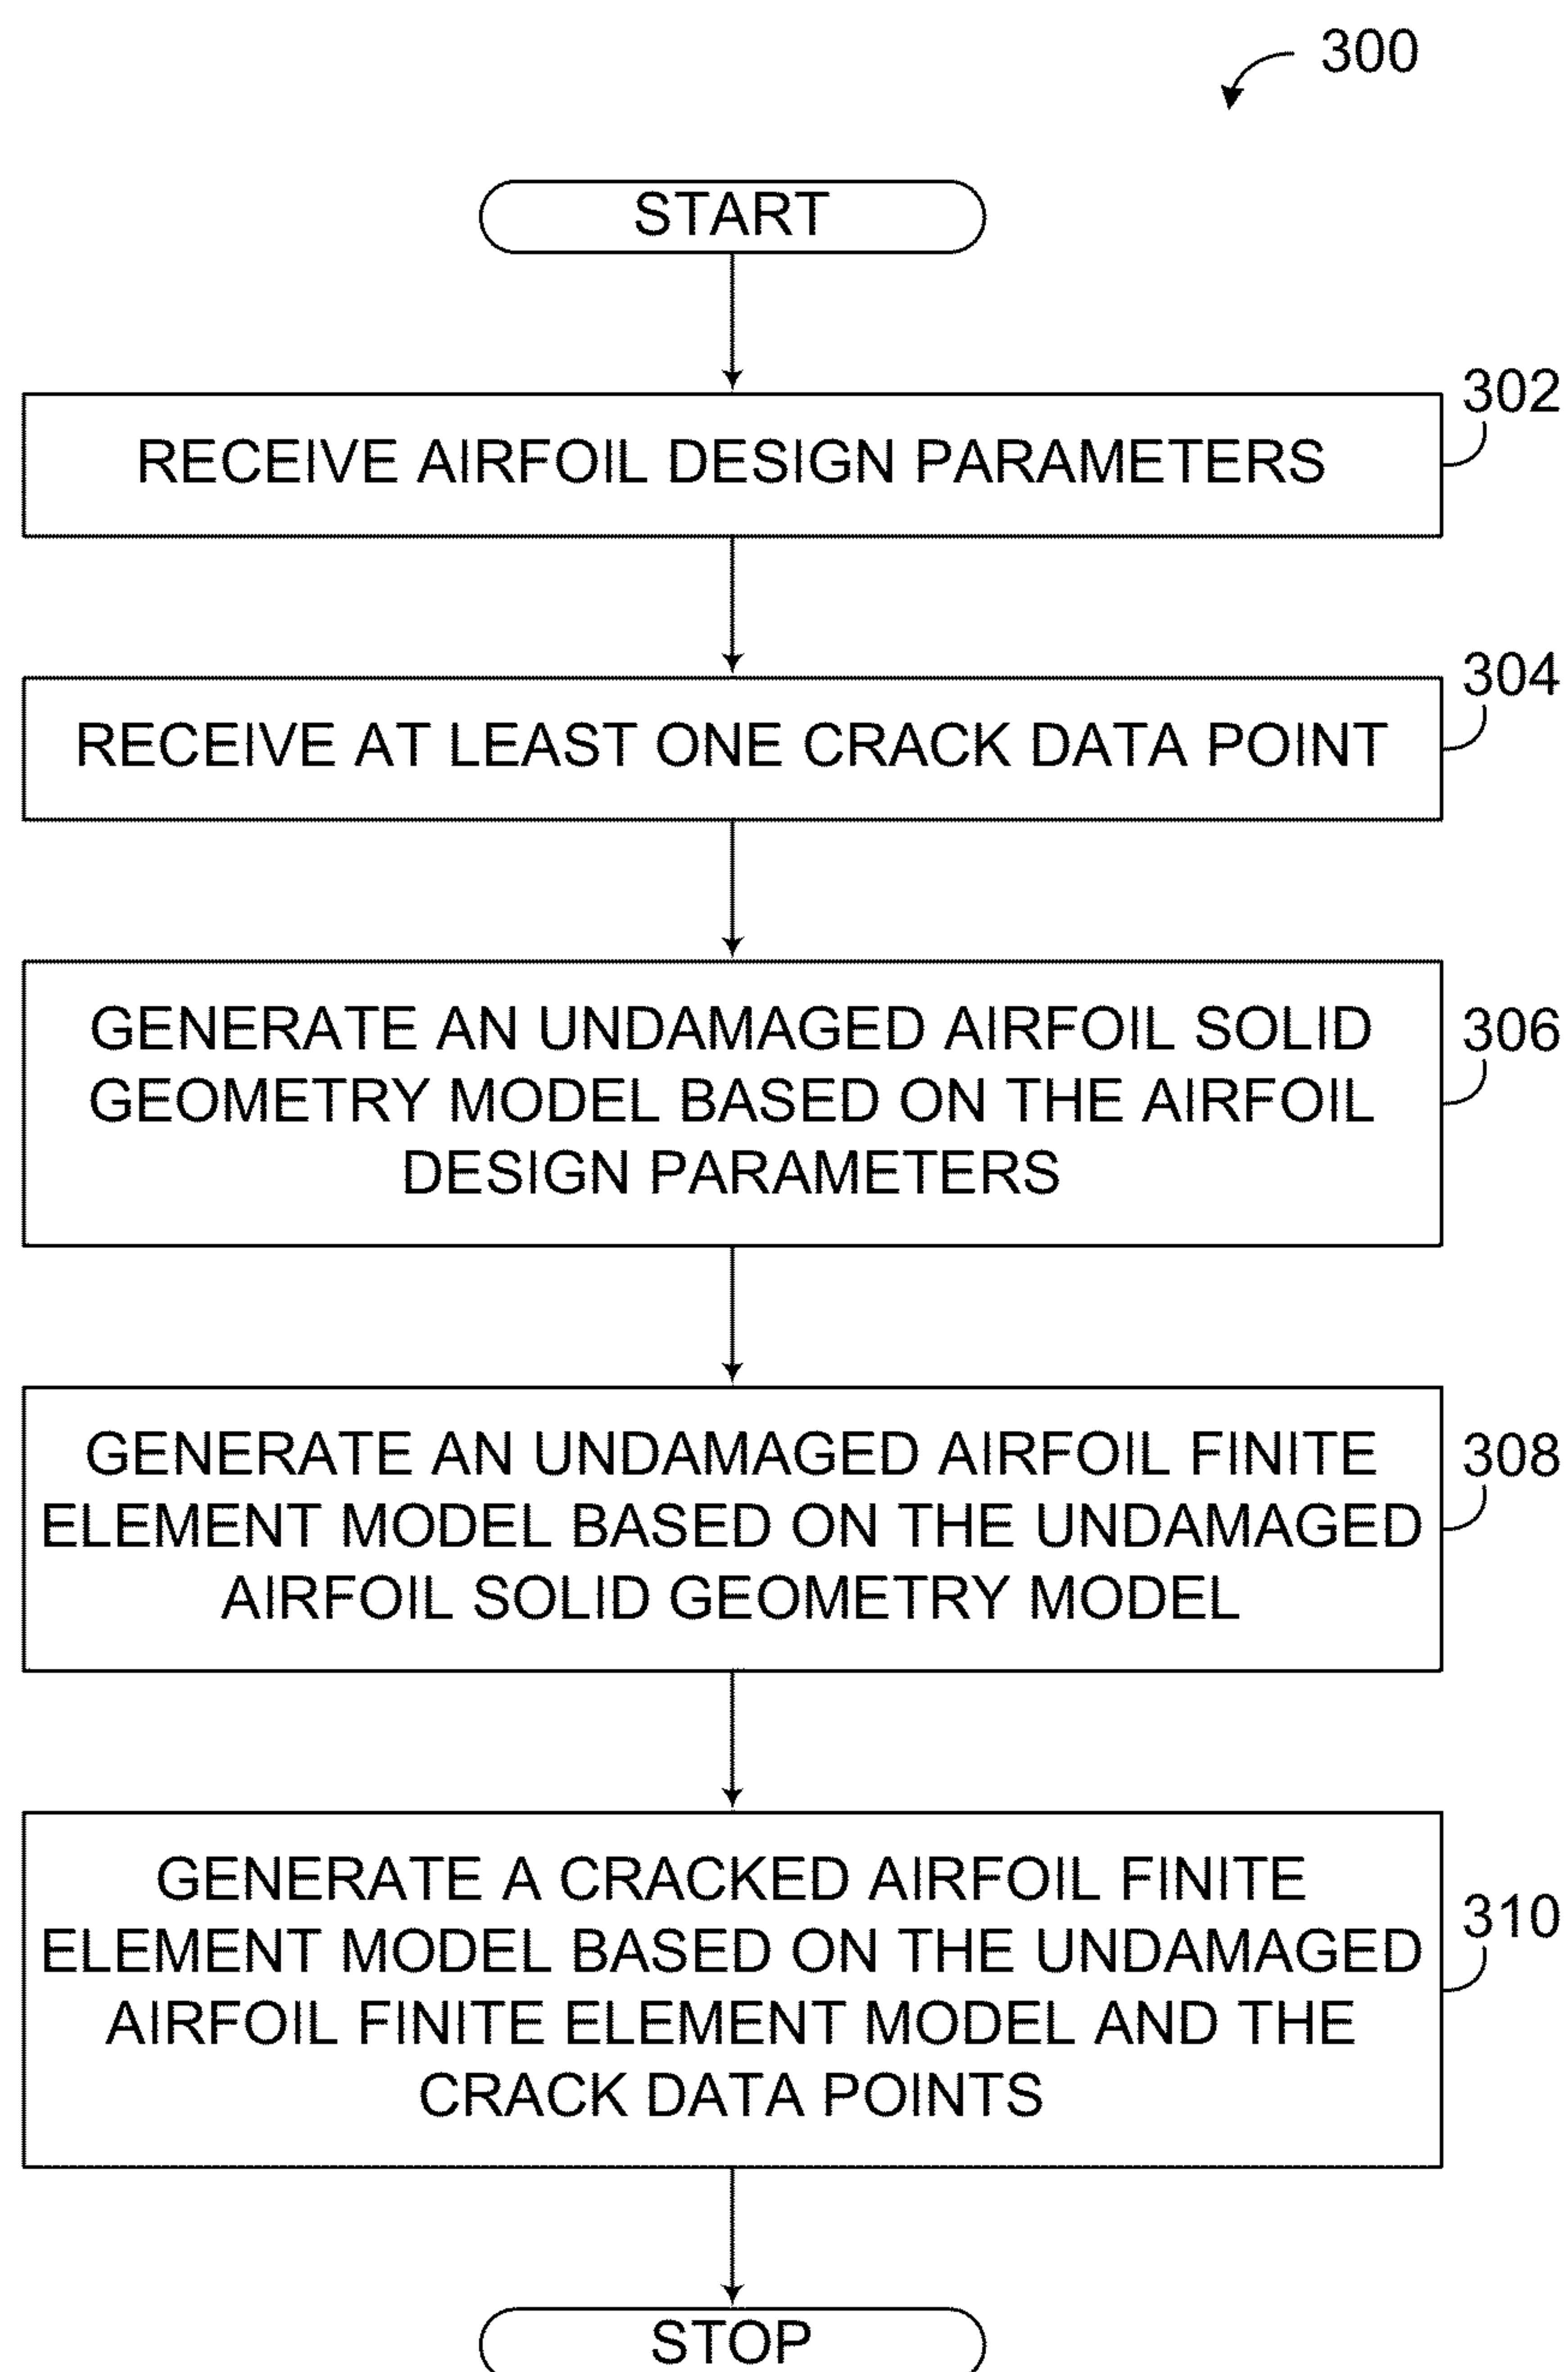 300
START
302
RECEIVE AIRFOIL DESIGN PARAMETERS
304
RECEIVE AT LEAST ONE CRACK DATA POINT
GENERATE AN UNDAMAGED AIRFOIL SOLID
GEOMETRY MODEL BASED ON THE AIRFOIL
DESIGN PARAMETERS
306
GENERATE AN UNDAMAGED AIRFOIL FINITE
ELEMENT MODEL BASED ON THE UNDAMAGED
AIRFOIL SOLID GEOMETRY MODEL
308
GENERATE A CRACKED AIRFOIL FINITE
ELEMENT MODEL BASED ON THE UNDAMAGED
AIRFOIL FINITE ELEMENT MODEL AND THE
CRACK DATA POINTS
310
STOP